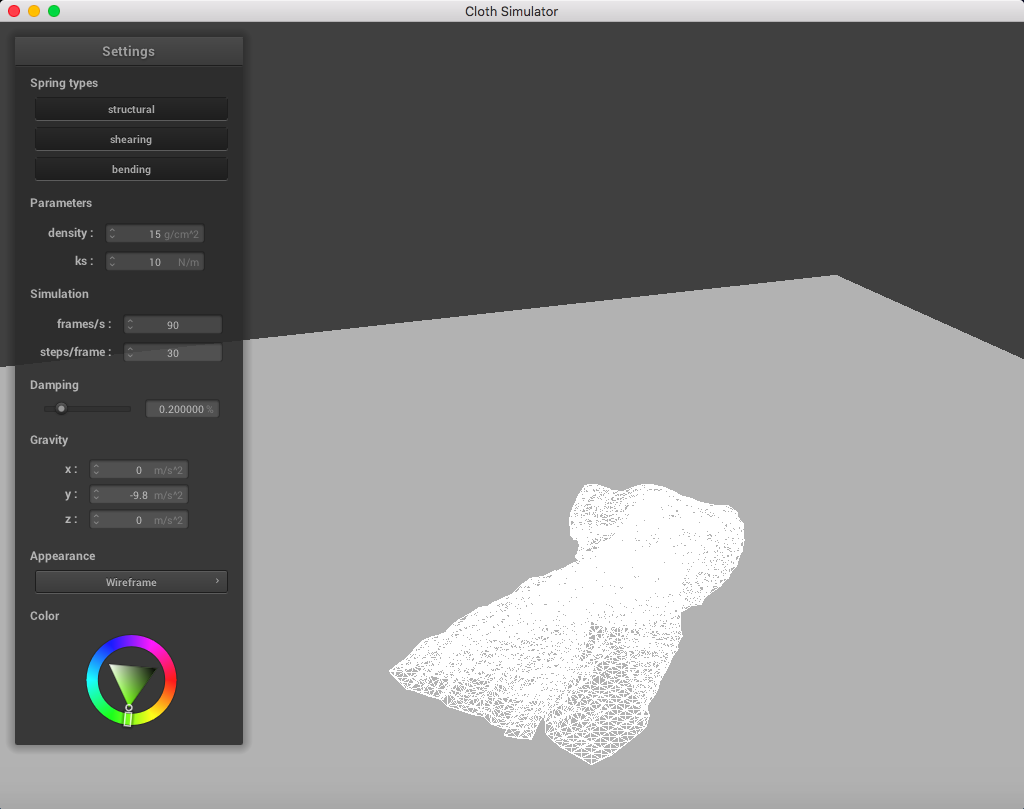 Cloth Simulator
Settings
Spring types
structural
shearing
bending
Parameters
density : 15 g/cm^2
ks : 10 N/m
Simulation
frames/s : 90
steps/frame : 30
Damping
0.200000 %
Gravity
x : 0 m/s^2
y : -9.8 m/s^2
z : 0 m/s^2
Appearance
Wireframe ›
Color